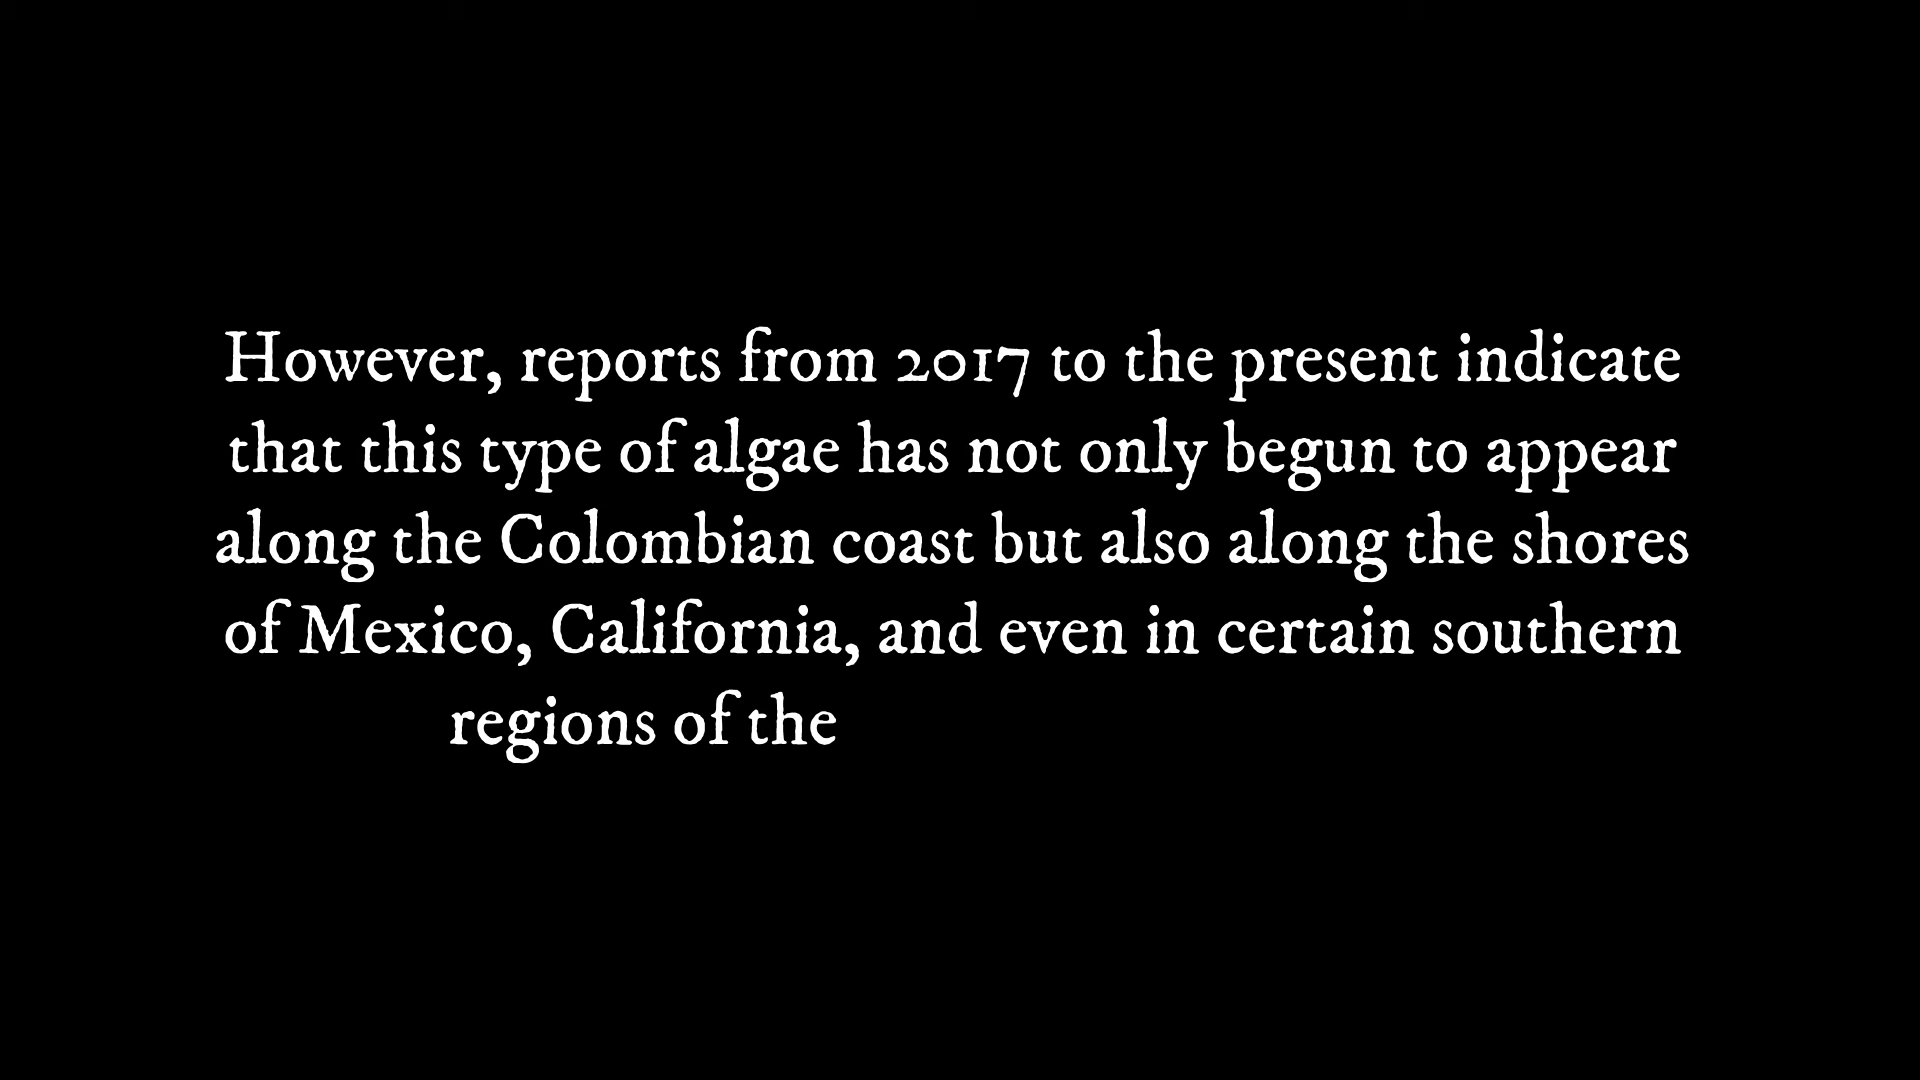 However, reports from 2017 to the present indicate
that this type of algae has not only begun to appear
along the Colombian coast but also along the shores
of Mexico, California, and even in certain southern
regions of the